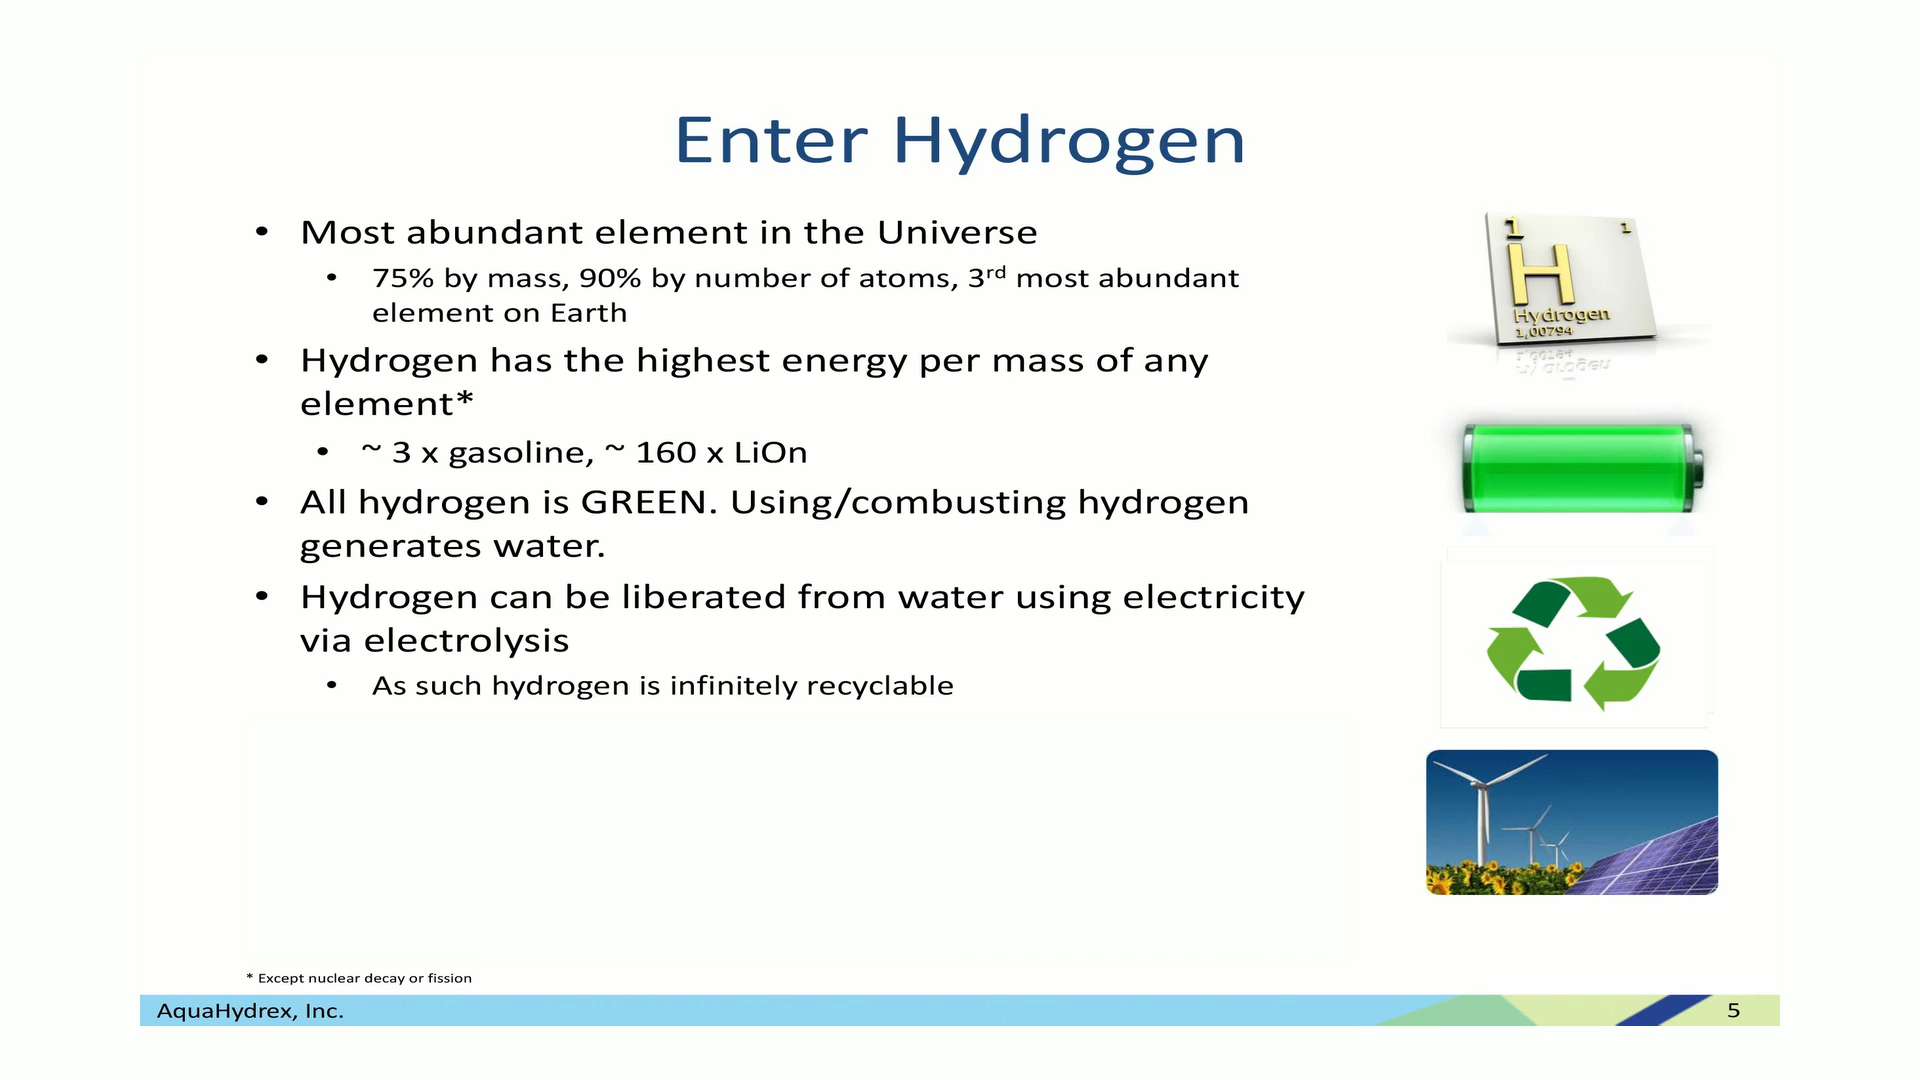 Enter Hydrogen
• Most abundant element in the Universe
• 75% by mass, 90% by number of atoms, 3rd most abundant
element on Earth
• Hydrogen has the highest energy per mass of any
element*
• ~ 3 x gasoline, ~ 160 x LiOn
• All hydrogen is GREEN. Using/combusting hydrogen
generates water.
• Hydrogen can be liberated from water using electricity
via electrolysis
• As such hydrogen is infinitely recyclable
1
1
H
Hydrogen
1,00794
* Except nuclear decay or fission
AquaHydrex, Inc.
5